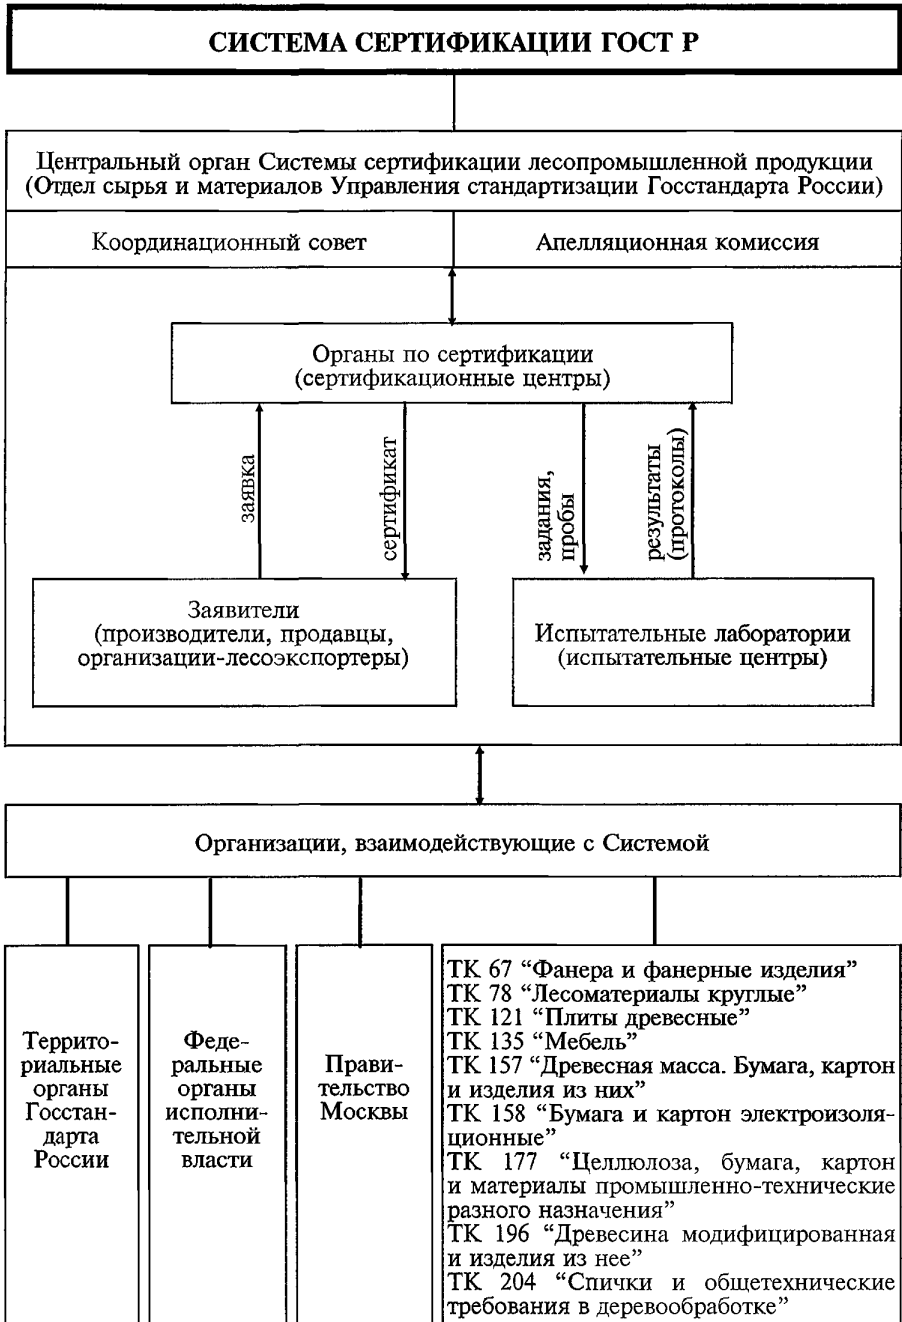 СИСТЕМА СЕРТИФИКАЦИИ ГОСТ Р
Центральный орган Системы сертификации лесопромышленной продукции
(Отдел сырья и материалов Управления стандартизации Госстандарта России)
Координационный совет
Апелляционная комиссия
Органы по сертификации
(сертификационные центры)
заявка
сертификат
задания,
пробы
результаты
(протоколы)
Заявители
(производители, продавцы,
организации-лесоэкспортеры)
Испытательные лаборатории
(испытательные центры)
Организации, взаимодействующие с Системой
Террито-
риальные
органы
Госстан-
дарта
России
Феде-
ральные
органы
исполни-
тельной
власти
Прави-
тельство
Москвы
ТК 67 “Фанера и фанерные изделия”
ТК 78 “Лесоматериалы круглые”
ТК 121 “Плиты древесные”
ТК 135 “Мебель”
ТК 157 “Древесная масса. Бумага, картон
и изделия из них”
ТК 158 “Бумага и картон электроизоля-
ционные”
ТК 177 “Целлюлоза, бумага, картон
и материалы промышленно-технические
разного назначения”
ТК 196 “Древесина модифицированная
и изделия из нее”
ТК 204 “Спички и общетехнические
требования в деревообработке”